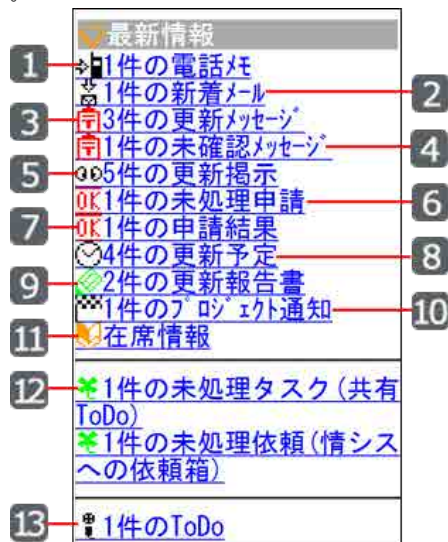 最新情報
1 1件の電話ﾒﾓ
1件の新着ﾒｰﾙ 2
3 3件の更新ﾒｯｾｰｼﾞ
1件の未確認ﾒｯｾｰｼﾞ 4
5 5件の更新掲示
OK1件の未処理申請 6
7 OK1件の申請結果
4件の更新予定 8
9 2件の更新報告書
1件のﾌﾟﾛｼﾞｪｸﾄ通知 10
11 在席情報
12 1件の未処理タスク(共有
ToDo)
1件の未処理依頼(情シス
への依頼箱)
13 1件のToDo